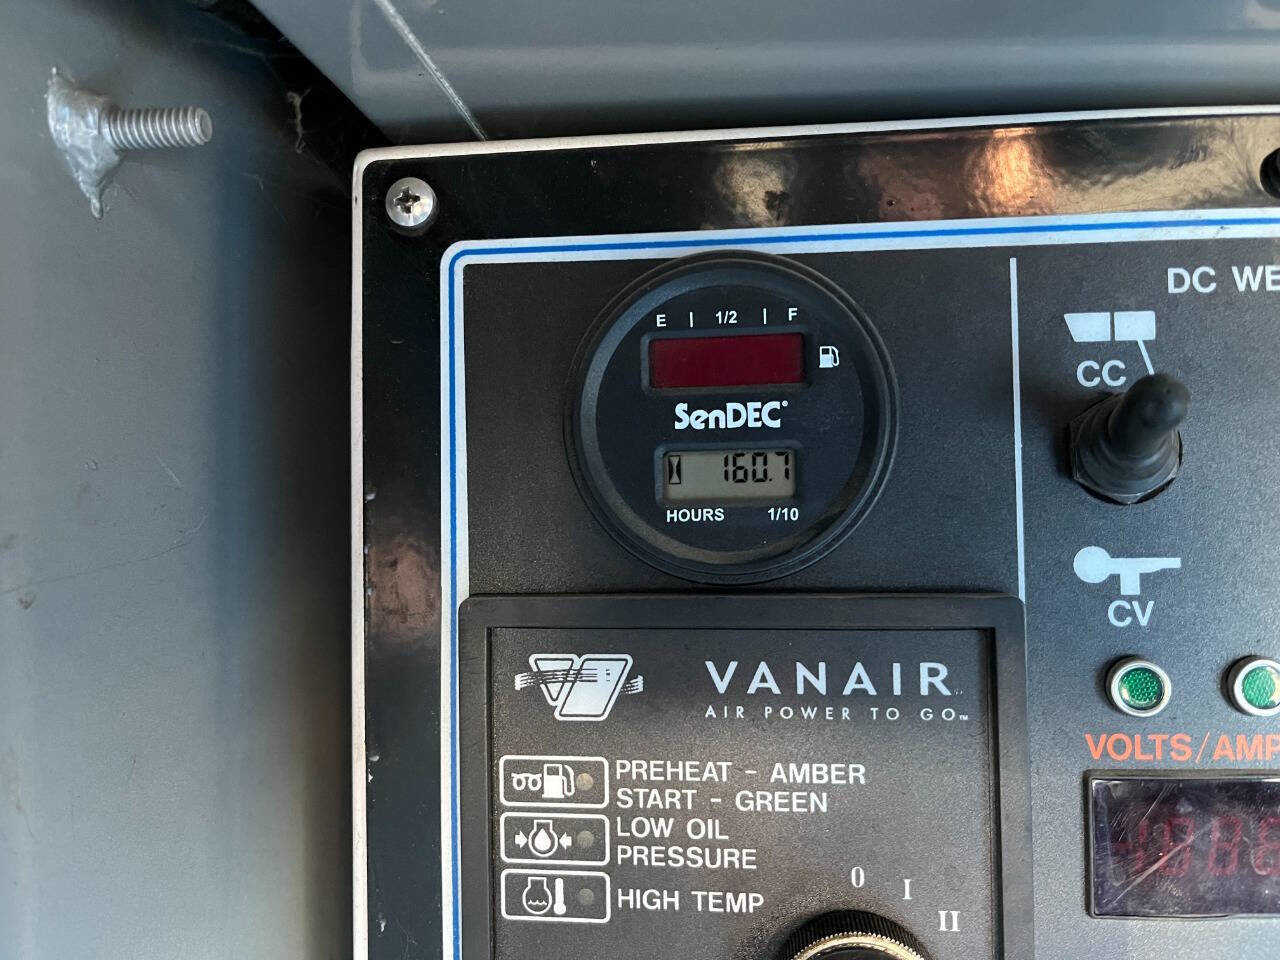 DC WE
E | 1/2 | F
CC
SenDEC®
160.7
HOURS 1/10
CV
VANAIR
AIR POWER TO GO™
VOLTS/AMP
PREHEAT - AMBER
START - GREEN
LOW OIL
PRESSURE
HIGH TEMP
0 I II